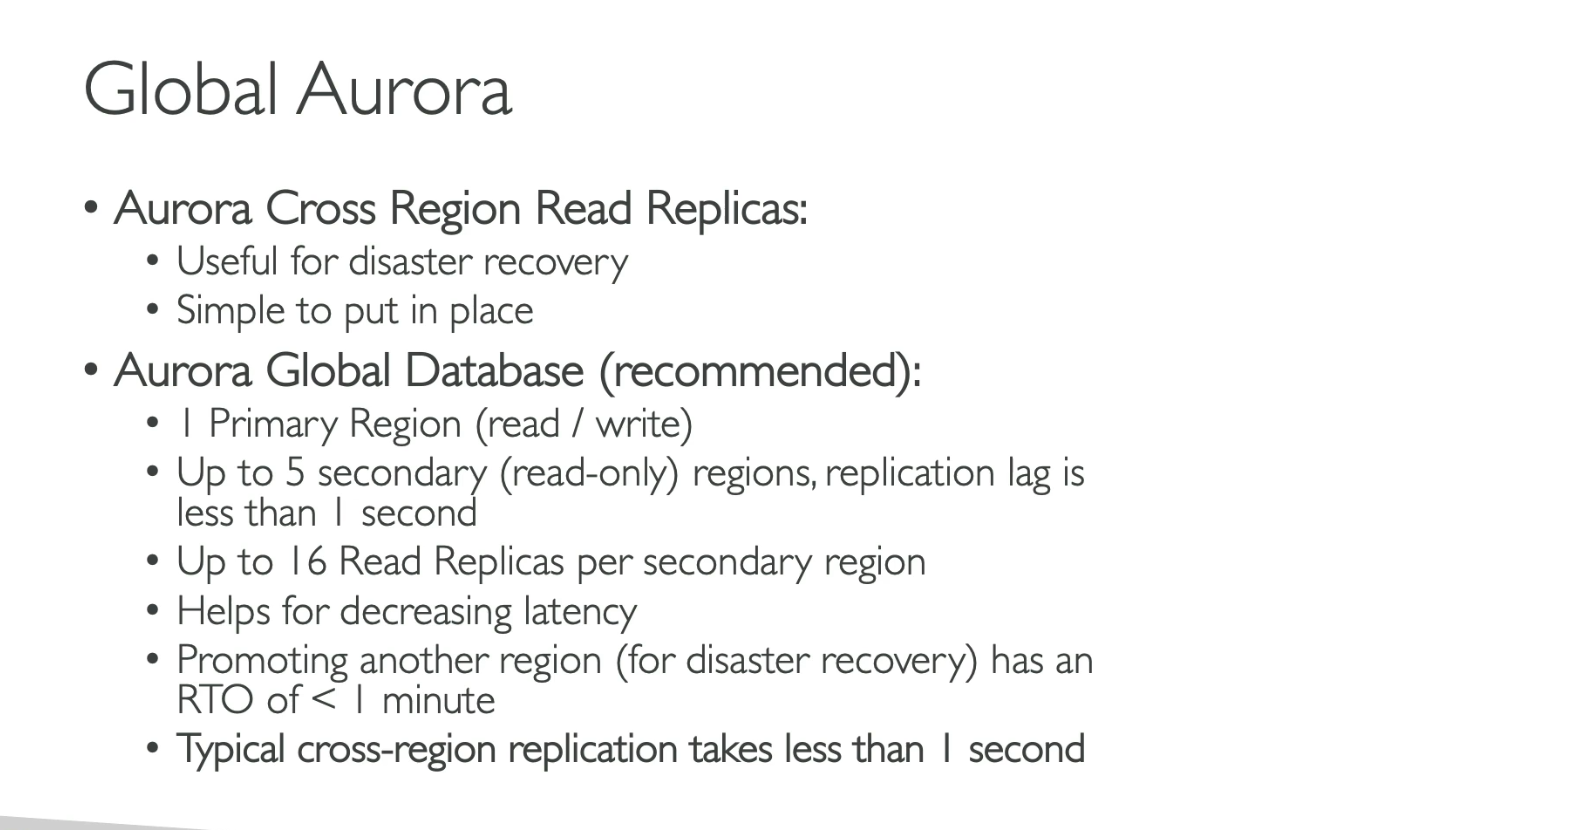 Global Aurora
• Aurora Cross Region Read Replicas:
• Useful for disaster recovery
• Simple to put in place
• Aurora Global Database (recommended):
• 1 Primary Region (read / write)
• Up to 5 secondary (read-only) regions, replication lag is
less than 1 second
• Up to 16 Read Replicas per secondary region
• Helps for decreasing latency
• Promoting another region (for disaster recovery) has an
RTO of < 1 minute
• Typical cross-region replication takes less than 1 second